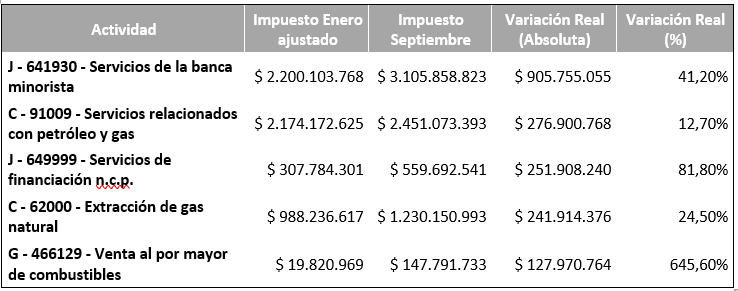 Actividad
Impuesto Enero
ajustado
Impuesto
Septiembre
Variación Real
(Absoluta)
Variación Real
(%)
J - 641930 - Servicios de la banca
minorista
$ 2.200.103.768 $ 3.105.858.823 $ 905.755.055 41,20%
C - 91009 - Servicios relacionados
con petróleo y gas
$ 2.174.172.625 $ 2.451.073.393 $ 276.900.768 12,70%
J - 649999 - Servicios de
financiación n.c.p.
$ 307.784.301 $ 559.692.541 $ 251.908.240 81,80%
C - 62000 - Extracción de gas
natural
$ 988.236.617 $ 1.230.150.993 $ 241.914.376 24,50%
G - 466129 - Venta al por mayor
de combustibles
$ 19.820.969 $ 147.791.733 $ 127.970.764 645,60%